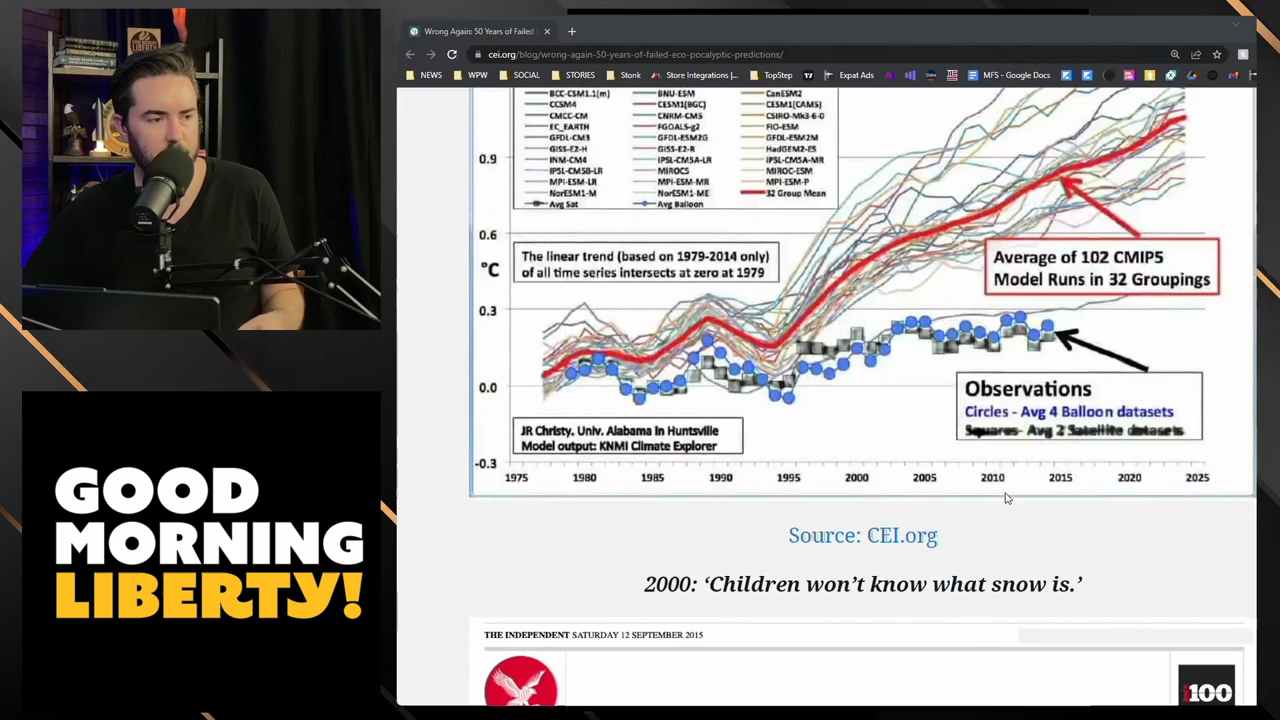 Wrong Again: 50 Years of Failed
cei.org/blog/wrong-again-50-years-of-failed-eco-pocalyptic-predictions/
NEWS WPW SOCIAL STORIES Stonk Store Integrations |... TopStep Expat Ads MFS - Google Docs
BCC-CSM1.1(m) BNU-ESM CanESM2
CCSM4 CESM1(BGC) CESM1(CAM5)
CMCC-CM CNRM-CM5 CSIRO-Mk3-6-0
EC_EARTH FGOALS-g2 FIO-ESM
GFDL-CM3 GFDL-ESM2G GFDL-ESM2M
GISS-E2-H GISS-E2-R HadGEM2-ES
INM-CM4 IPSL-CM5A-LR IPSL-CM5A-MR
IPSL-CM5B-LR MIROC5 MIROC-ESM
MPI-ESM-LR MPI-ESM-MR MPI-ESM-P
NorESM1-M NorESM1-ME 32 Group Mean
Avg Sat Avg Balloon
0.9
0.6
°C
0.3
0.0
-0.3
The linear trend (based on 1979-2014 only)
of all time series intersects at zero at 1979
Average of 102 CMIP5
Model Runs in 32 Groupings
Observations
Circles - Avg 4 Balloon datasets
Squares- Avg 2 Satellite datasets
JR Christy, Univ. Alabama in Huntsville
Model output: KNMI Climate Explorer
1975 1980 1985 1990 1995 2000 2005 2010 2015 2020 2025
Source: CEI.org
2000: ‘Children won’t know what snow is.’
THE INDEPENDENT SATURDAY 12 SEPTEMBER 2015
i100
GOOD
MORNING
LIBERTY!